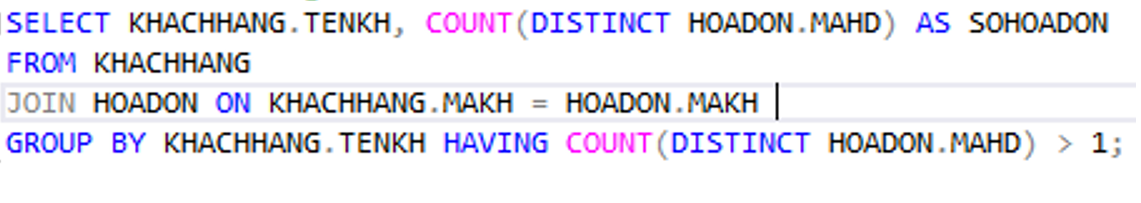 SELECT KHACHHANG.TENKH, COUNT(DISTINCT HOADON.MAHD) AS SOHOADON
FROM KHACHHANG
JOIN HOADON ON KHACHHANG.MAKH = HOADON.MAKH
GROUP BY KHACHHANG.TENKH HAVING COUNT(DISTINCT HOADON.MAHD) > 1;